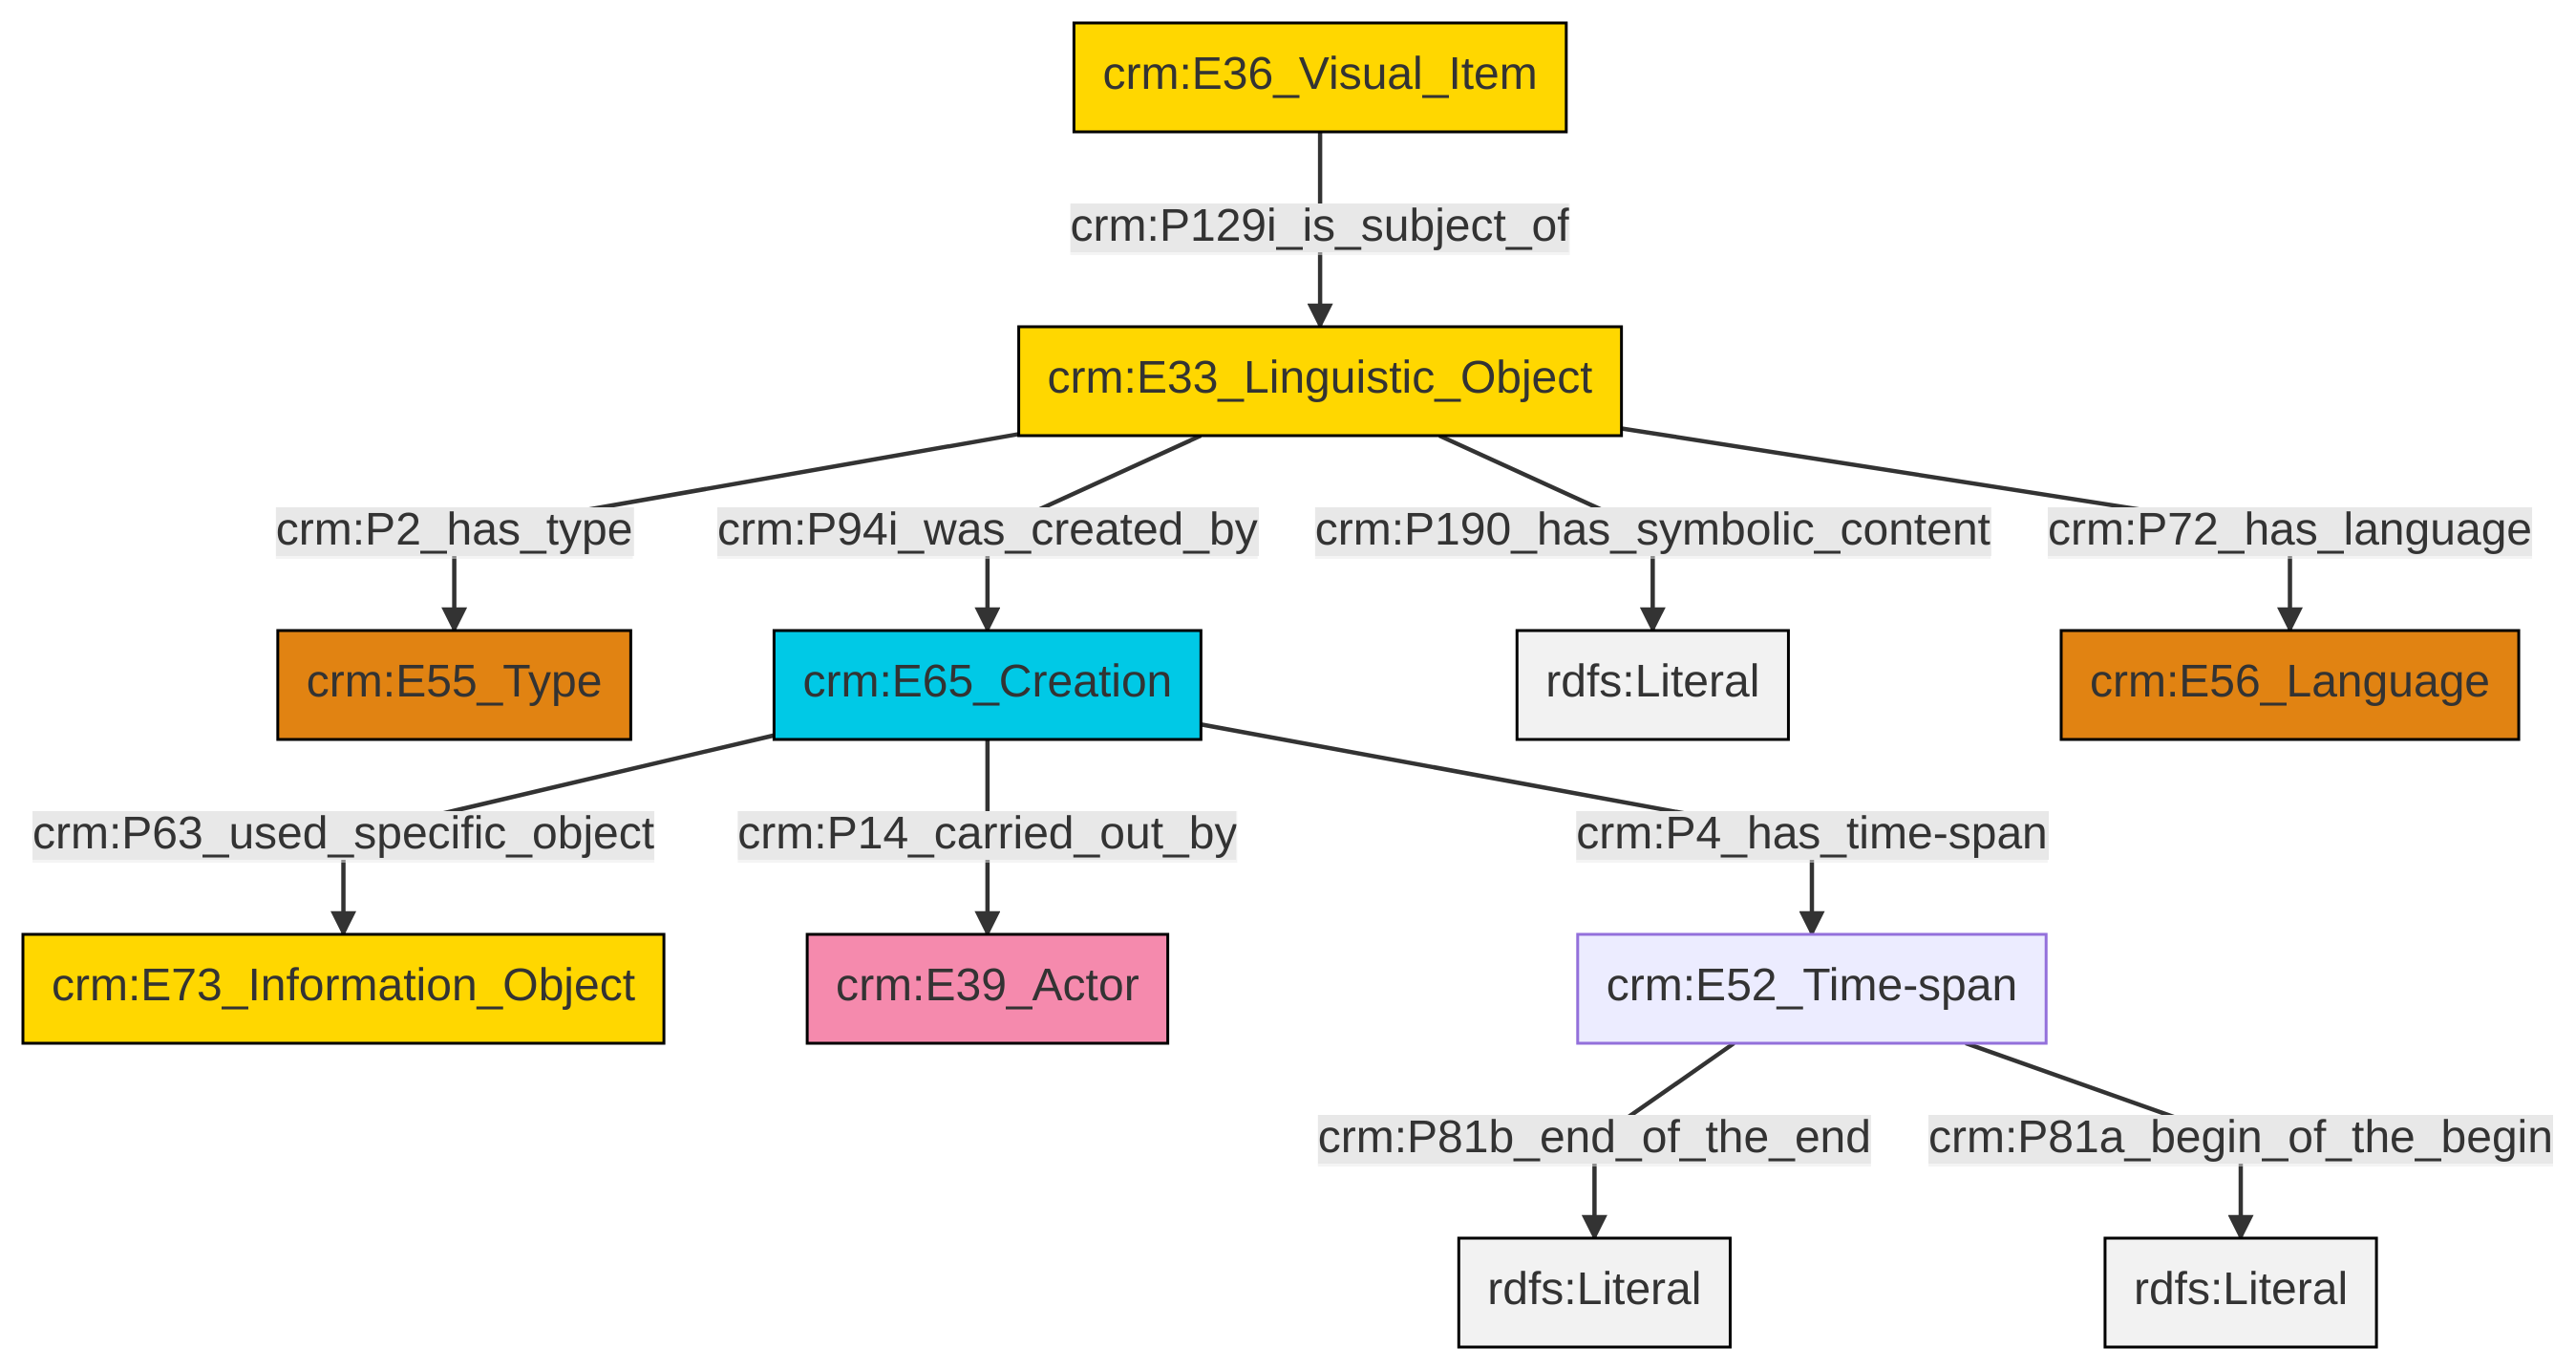 crm:E36_Visual_Item
crm:P129i_is_subject_of
crm:E33_Linguistic_Object
crm:P2_has_type
crm:P94i_was_created_by
crm:P190_has_symbolic_content
crm:P72_has_language
crm:E55_Type
crm:E65_Creation
rdfs:Literal
crm:E56_Language
crm:P63_used_specific_object
crm:P14_carried_out_by
crm:P4_has_time-span
crm:E73_Information_Object
crm:E39_Actor
crm:E52_Time-span
crm:P81b_end_of_the_end
crm:P81a_begin_of_the_begin
rdfs:Literal
rdfs:Literal